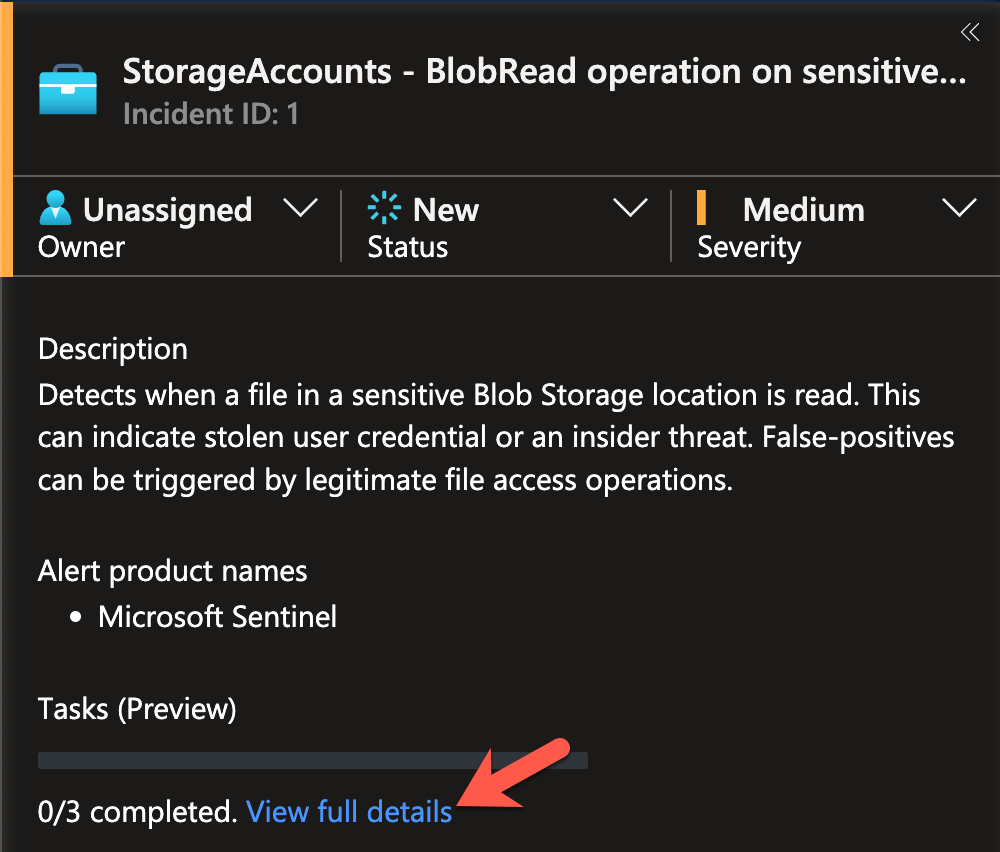 StorageAccounts - BlobRead operation on sensitive...
Incident ID: 1
Unassigned
Owner
New
Status
Medium
Severity
Description
Detects when a file in a sensitive Blob Storage location is read. This
can indicate stolen user credential or an insider threat. False-positives
can be triggered by legitimate file access operations.
Alert product names
• Microsoft Sentinel
Tasks (Preview)
0/3 completed. View full details